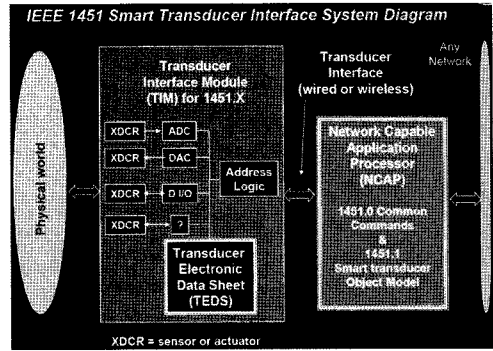 IEEE 1451 Smart Transducer Interface System Diagram
Any
Network
Transducer
Interface Module
(TIM) for 1451.X
Transducer
Interface
(wired or wireless)
Physical world
XDCR
ADC
XDCR
DAC
XDCR
D I/O
XDCR
?
Address
Logic
Transducer
Electronic
Data Sheet
(TEDS)
Network Capable
Application
Processor
(NCAP)
1451.0 Common
Commands
&
1451.1
Smart transducer
Object Model
XDCR = sensor or actuator